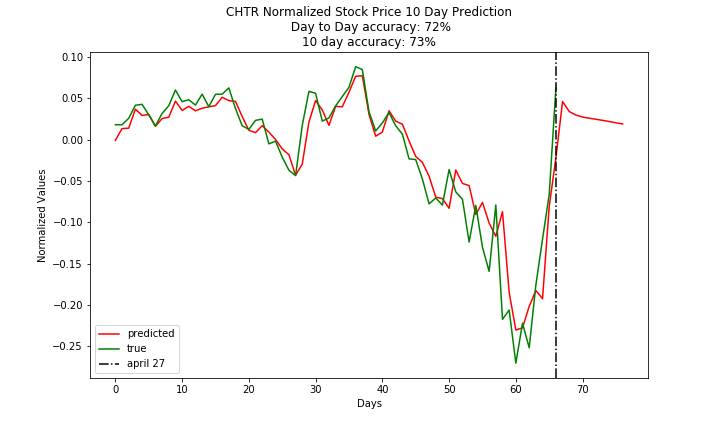 CHTR Normalized Stock Price 10 Day Prediction
Day to Day accuracy: 72%
10 day accuracy: 73%
0.10
0.05
0.00
−0.05
−0.10
−0.15
−0.20
−0.25
Normalized Values
predicted
true
april 27
0 10 20 30 40 50 60 70
Days